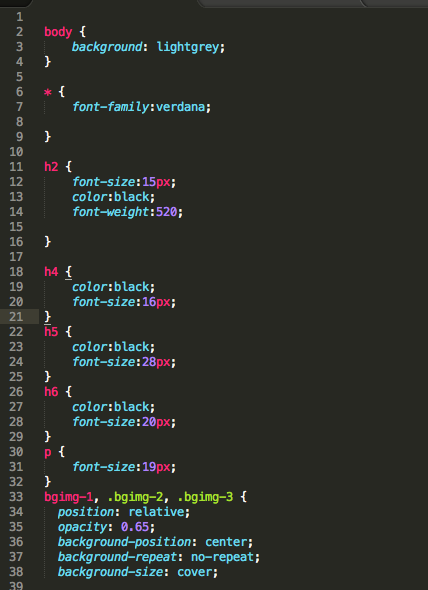 1
2 body {
3 background: lightgrey;
4 }
5
6 * {
7 font-family:verdana;
8
9 }
10
11 h2 {
12 font-size:15px;
13 color:black;
14 font-weight:520;
15
16 }
17
18 h4 {
19 color:black;
20 font-size:16px;
21 }
22 h5 {
23 color:black;
24 font-size:28px;
25 }
26 h6 {
27 color:black;
28 font-size:20px;
29 }
30 p {
31 font-size:19px;
32 }
33 bgimg-1, .bgimg-2, .bgimg-3 {
34 position: relative;
35 opacity: 0.65;
36 background-position: center;
37 background-repeat: no-repeat;
38 background-size: cover;
39